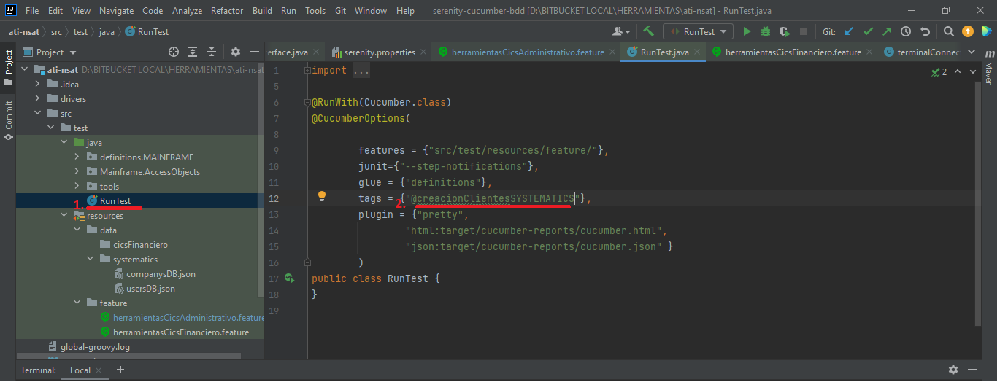 File Edit View Navigate Code Analyze Refactor Build Run Tools Git Window Help serenity-cucumber-bdd [D:\BITBUCKET LOCAL\HERRAMIENTAS\ati-nsat] - RunTest.java
ati-nsat src test java RunTest RunTest Git:
Project erface.java serenity.properties herramientasCicsAdministrativo.feature RunTest.java herramientasCicsFinanciero.feature terminalConnec
Project
Commit
Maven
ati-nsat D:\BITBUCKET LOCAL\HERRAMIENTAS\ati-nsat
.idea
drivers
src
test
java
definitions.MAINFRAME
Mainframe.AccessObjects
tools
1. RunTest
resources
data
cicsFinanciero
systematics
companysDB.json
usersDB.json
feature
herramientasCicsAdministrativo.feature
herramientasCicsFinanciero.feature
global-groovy.log
1 import ... 2
5
6 @RunWith(Cucumber.class)
7 @CucumberOptions(
8
9 features = {"src/test/resources/feature/"},
10 junit={"--step-notifications"},
11 glue = {"definitions"},
12 tags = {"@creacionClientesSYSTEMATICS"},
2.
13 plugin = {"pretty",
14 "html:target/cucumber-reports/cucumber.html",
15 "json:target/cucumber-reports/cucumber.json" }
16 )
17 public class RunTest {
18 }
19
Terminal: Local